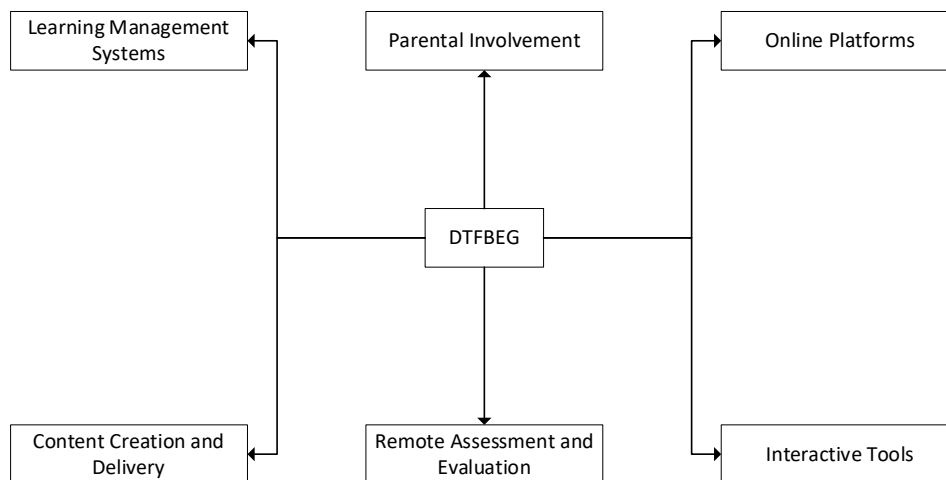 Learning Management
Systems
Parental Involvement
Online Platforms
DTFBEG
Content Creation and
Delivery
Remote Assessment and
Evaluation
Interactive Tools